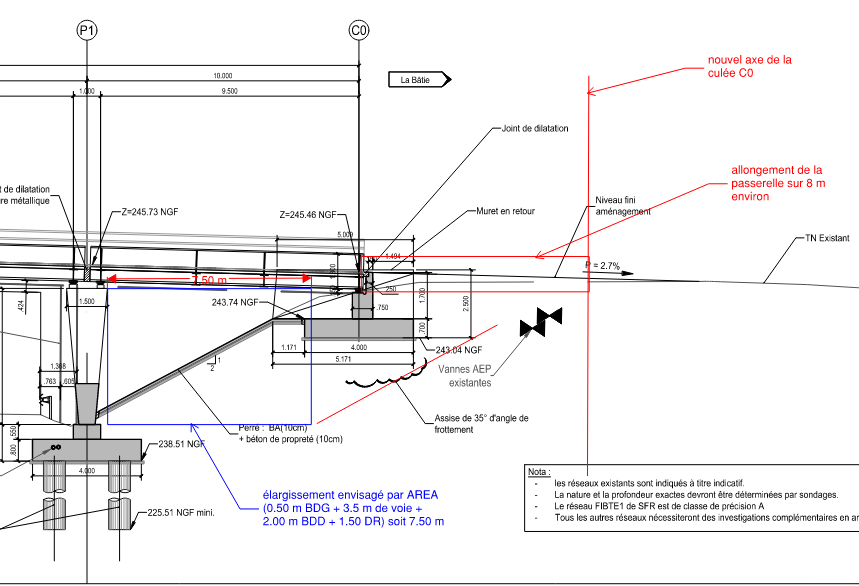 P1
C0
10.000
La Bâtie
1.000
9.500
nouvel axe de la
culée C0
Joint de dilatation
allongement de la
passerelle sur 8 m
environ
t de dilatation
re métallique
Z=245.73 NGF
Z=245.46 NGF
Muret en retour
Niveau fini
aménagement
TN Existant
5.009
1.494
P = 2.7%
7.50 m
.250
.424
1.500
243.74 NGF
.750
1.700
2.500
.700
243.04 NGF
1.171
4.000
5.171
1
2
1.368
.763
.605
Vannes AEP
existantes
Assise de 35° d'angle de
frottement
Perré : BA(10cm)
+ béton de propreté (10cm)
.550
.800
238.51 NGF
4.000
225.51 NGF mini.
élargissement envisagé par AREA
(0.50 m BDG + 3.5 m de voie +
2.00 m BDD + 1.50 DR) soit 7.50 m
Nota :
- les réseaux existants sont indiqués à titre indicatif.
- La nature et la profondeur exactes devront être déterminées par sondages.
- Le réseau FIBTE1 de SFR est de classe de précision A
- Tous les autres réseaux nécessiteront des investigations complémentaires en ar